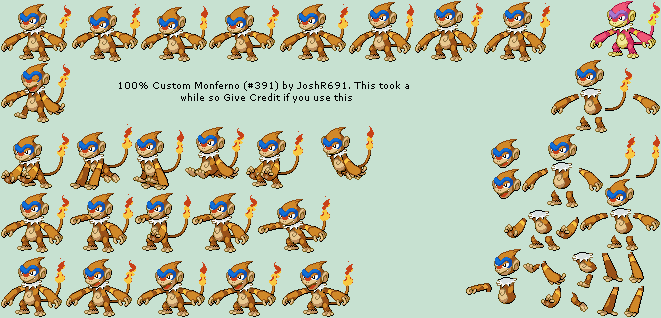 100% Custom Monferno (#391) by JoshR691. This took a
while so Give Credit if you use this